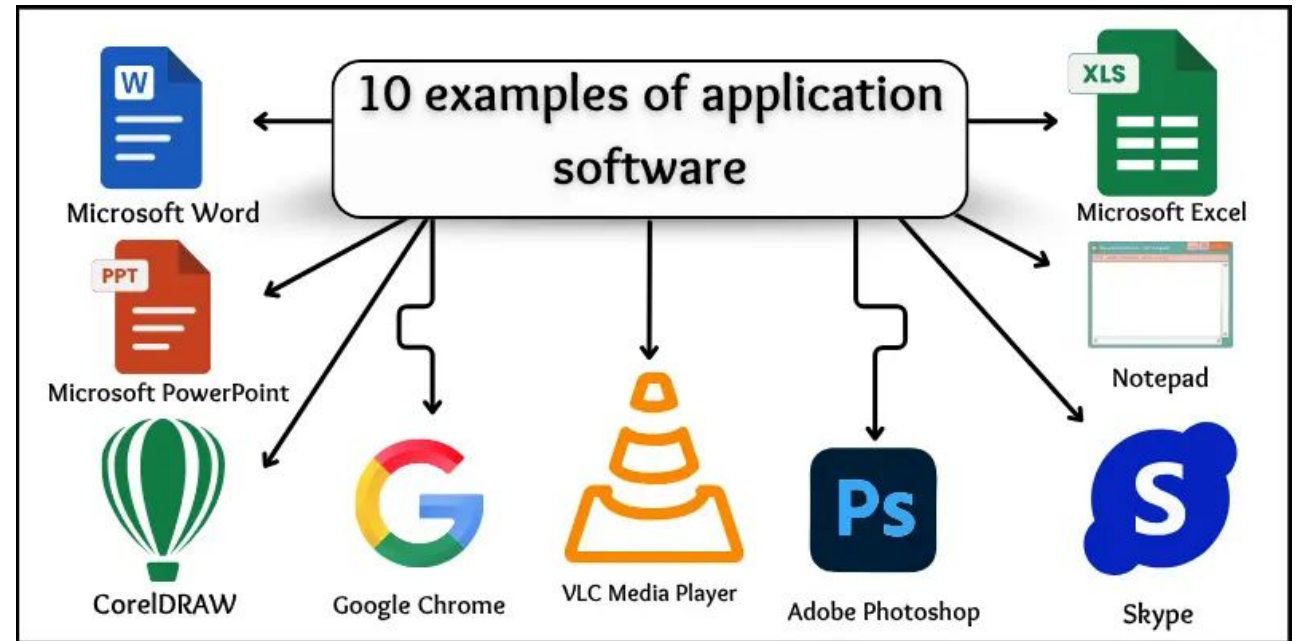 10 examples of application
software
W
Microsoft Word
XLS
Microsoft Excel
PPT
Microsoft PowerPoint
Notepad
CorelDRAW
G
Google Chrome
VLC Media Player
Ps
Adobe Photoshop
S
Skype